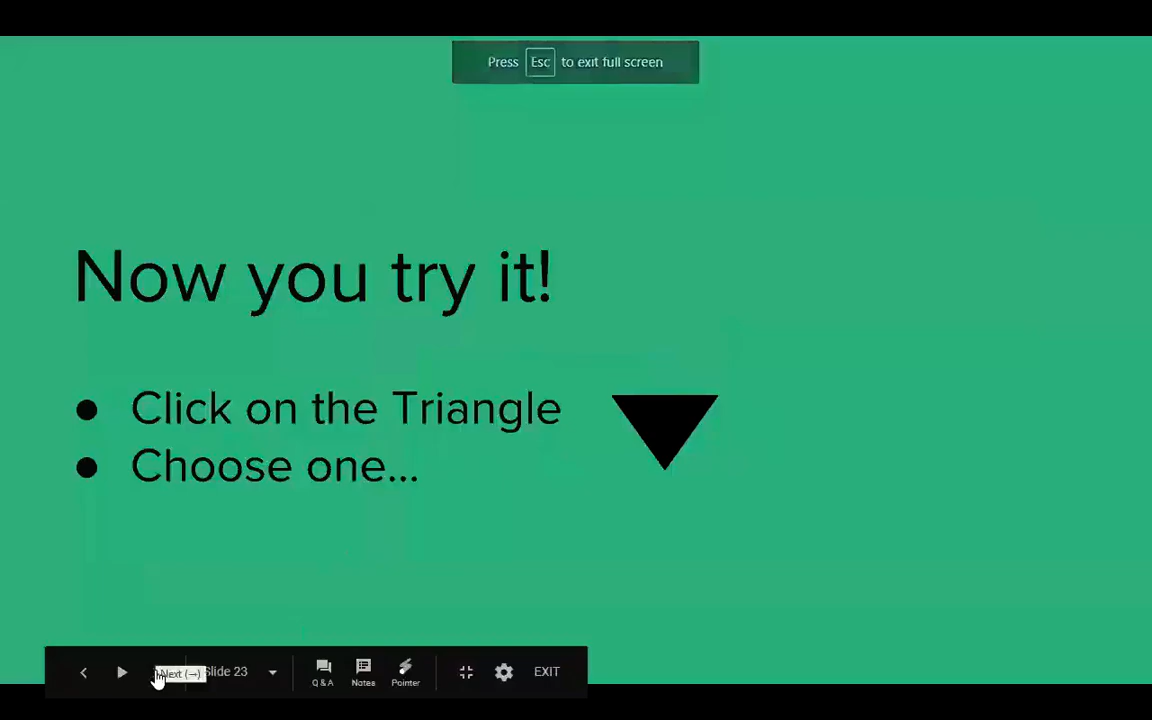 Press Esc to exit full screen
Now you try it!
● Click on the Triangle
● Choose one...
Next (→)
Slide 23
Q & A
Notes
Pointer
EXIT